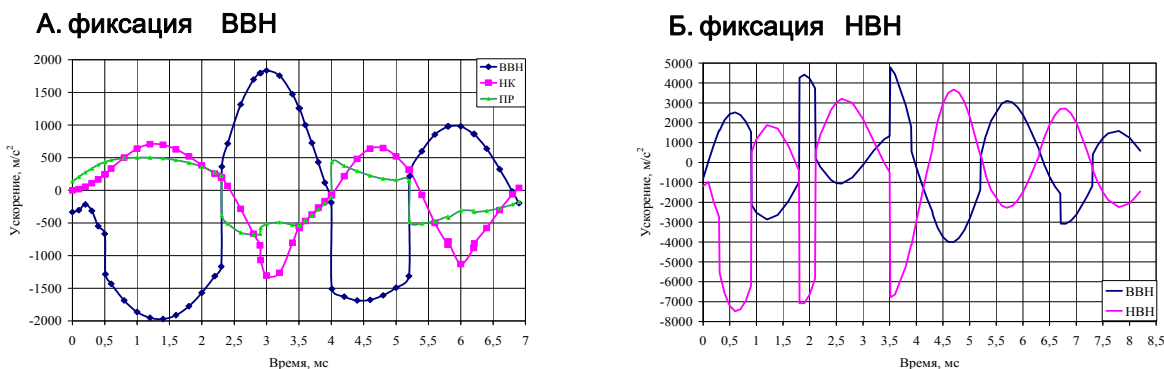 А. фиксация ВВН
Б. фиксация НВН
Ускорение, м/с²
2000
1500
1000
500
0
-500
-1000
-1500
-2000
ВВН
НК
ПР
0 0,5 1 1,5 2 2,5 3 3,5 4 4,5 5 5,5 6 6,5 7
Время, мс
Ускорение, м/с²
5000
4000
3000
2000
1000
0
-1000
-2000
-3000
-4000
-5000
-6000
-7000
-8000
ВВН
НВН
0 0,5 1 1,5 2 2,5 3 3,5 4 4,5 5 5,5 6 6,5 7 7,5 8 8,5
Время, мс